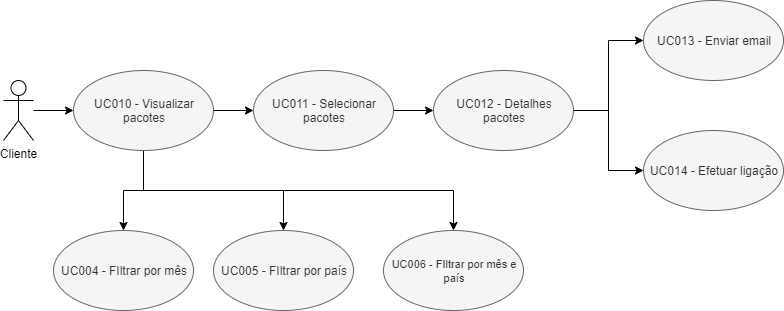 UC013 - Enviar email
UC010 - Visualizar
pacotes
UC011 - Selecionar
pacotes
UC012 - Detalhes
pacotes
Cliente
UC014 - Efetuar ligação
UC004 - FIltrar por mês
UC005 - FIltrar por país
UC006 - FIltrar por mês e
país